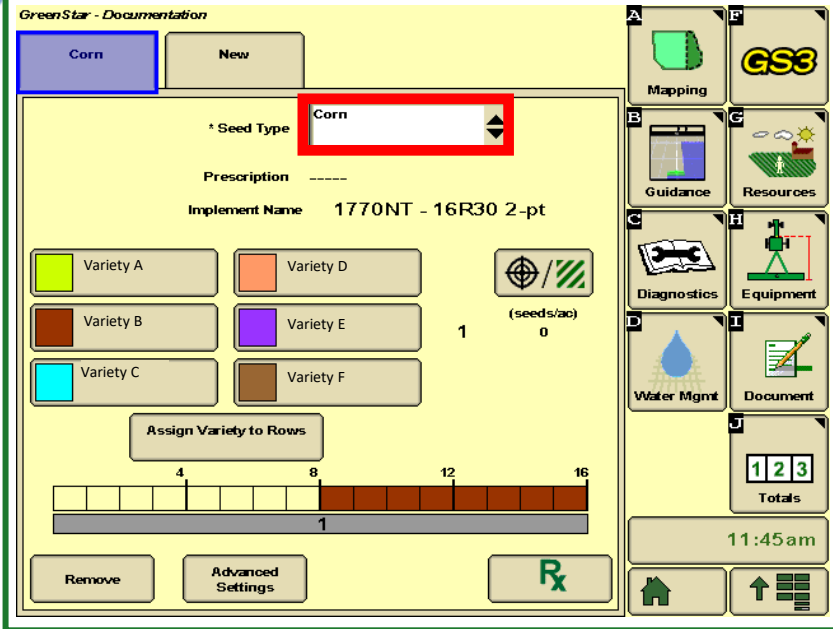 GreenStar - Documentation
Corn
New
* Seed Type
Corn
Prescription -----
Implement Name 1770NT - 16R30 2-pt
Variety A
Variety D
Variety B
Variety E
Variety C
Variety F
(seeds/ac)
1 0
Assign Variety to Rows
4 8 12 16
1
Remove
Advanced
Settings
Rx
A
Mapping
F
GS3
B
Guidance
G
Resources
C
Diagnostics
H
Equipment
D
Water Mgmt
I
Document
J
1 2 3
Totals
11:45am